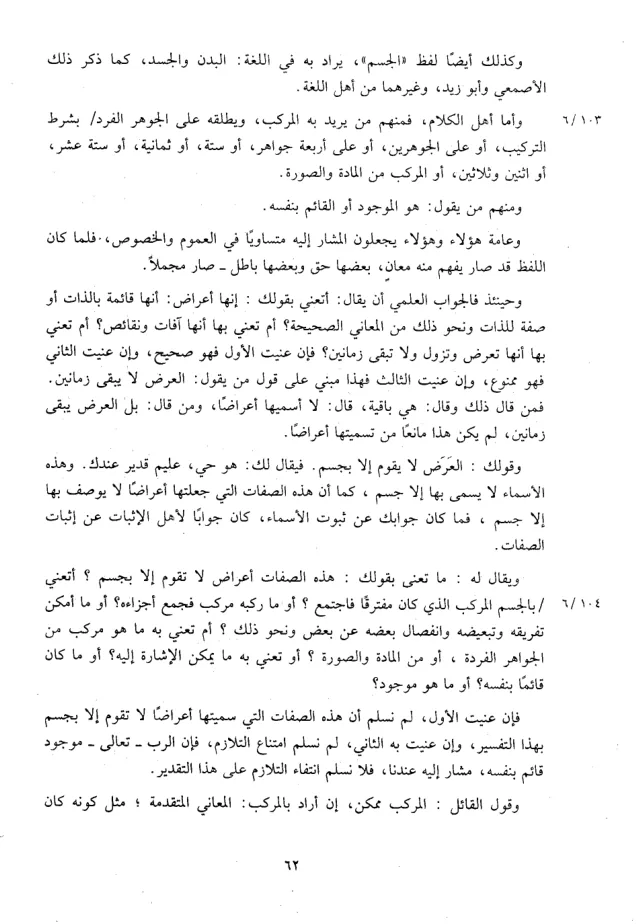 وكذلك أيضًا لفظ «الجسم»، يراد به في اللغة: البدن والجسد، كما ذكر ذلك
الأصمعي وأبو زيد، وغيرهما من أهل اللغة.
٦/١٠٣
وأما أهل الكلام، فمنهم من يريد به المركب، ويطلقه على الجوهر الفرد/ بشرط
التركيب، أو على الجوهرين، أو على أربعة جواهر، أو ستة، أو ثمانية، أو ستة عشر،
أو اثنين وثلاثين، أو المركب من المادة والصورة.
ومنهم من يقول: هو الموجود أو القائم بنفسه.
وعامة هؤلاء وهؤلاء يجعلون المشار إليه متساويًا في العموم والخصوص، فلما كان
اللفظ قد صار يفهم منه معانٍ، بعضها حق وبعضها باطل ـ صار مجملاً.
وحينئذ فالجواب العلمي أن يقال: أتعني بقولك : إنها أعراض: أنها قائمة بالذات أو
صفة للذات ونحو ذلك من المعاني الصحيحة؟ أم تعني بها أنها آفات ونقائص؟ أم تعني
بها أنها تعرض وتزول ولا تبقى زمانين؟ فإن عنيت الأول فهو صحيح، وإن عنيت الثاني
فهو ممنوع، وإن عنيت الثالث فهذا مبني على قول من يقول: العرض لا يبقى زمانين.
فمن قال ذلك وقال: هي باقية، قال: لا أسميها أعراضًا، ومن قال: بل العرض يبقى
زمانين، لم يكن هذا مانعًا من تسميتها أعراضًا.
وقولك : العَرَض لا يقوم إلا بجسم. فيقال لك: هو حي، عليم قدير عندك. وهذه
الأسماء لا يسمى بها إلا جسم ، كما أن هذه الصفات التي جعلتها أعراضًا لا يوصف بها
إلا جسم ، فما كان جوابك عن ثبوت الأسماء، كان جوابًا لأهل الإثبات عن إثبات
الصفات.
ويقال له : ما تعنى بقولك : هذه الصفات أعراض لا تقوم إلا بجسم ؟ أتعني
٦/١٠٤
/بالجسم المركب الذي كان مفترقًا فاجتمع ؟ أو ما ركبه مركب فجمع أجزاءه؟ أو ما أمكن
تفريقه وتبعيضه وانفصال بعضه عن بعض ونحو ذلك ؟ أم تعني به ما هو مركب من
الجواهر الفردة ، أو من المادة والصورة ؟ أو تعني به ما يمكن الإشارة إليه؟ أو ما كان
قائمًا بنفسه؟ أو ما هو موجود؟
فإن عنيت الأول، لم نسلم أن هذه الصفات التي سميتها أعراضًا لا تقوم إلا بجسم
بهذا التفسير، وإن عنيت به الثاني، لم نسلم امتناع التلازم، فإن الرب ـ تعالى ـ موجود
قائم بنفسه، مشار إليه عندنا، فلا نسلم انتفاء التلازم على هذا التقدير.
وقول القائل : المركب ممكن، إن أراد بالمركب: المعاني المتقدمة ؛ مثل كونه كان
٦٢